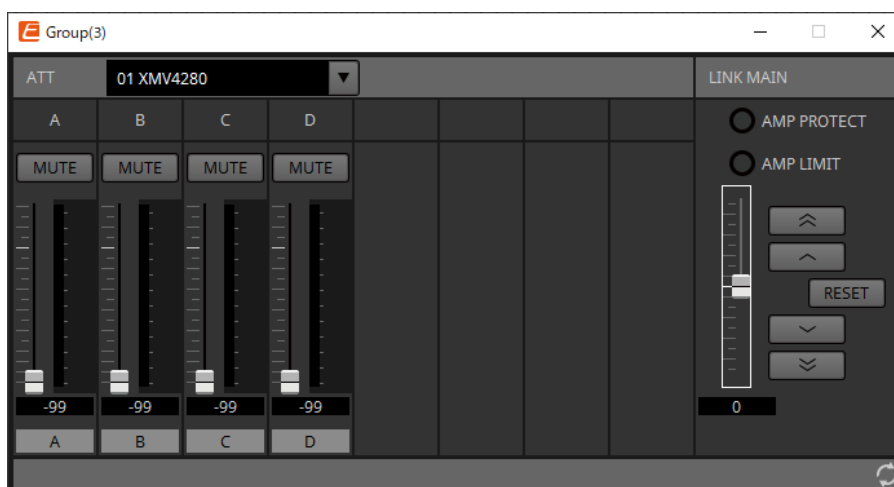 Group(3)
ATT 01 XMV4280 LINK MAIN
A B C D
AMP PROTECT
MUTE MUTE MUTE MUTE
AMP LIMIT
RESET
-99 -99 -99 -99 0
A B C D